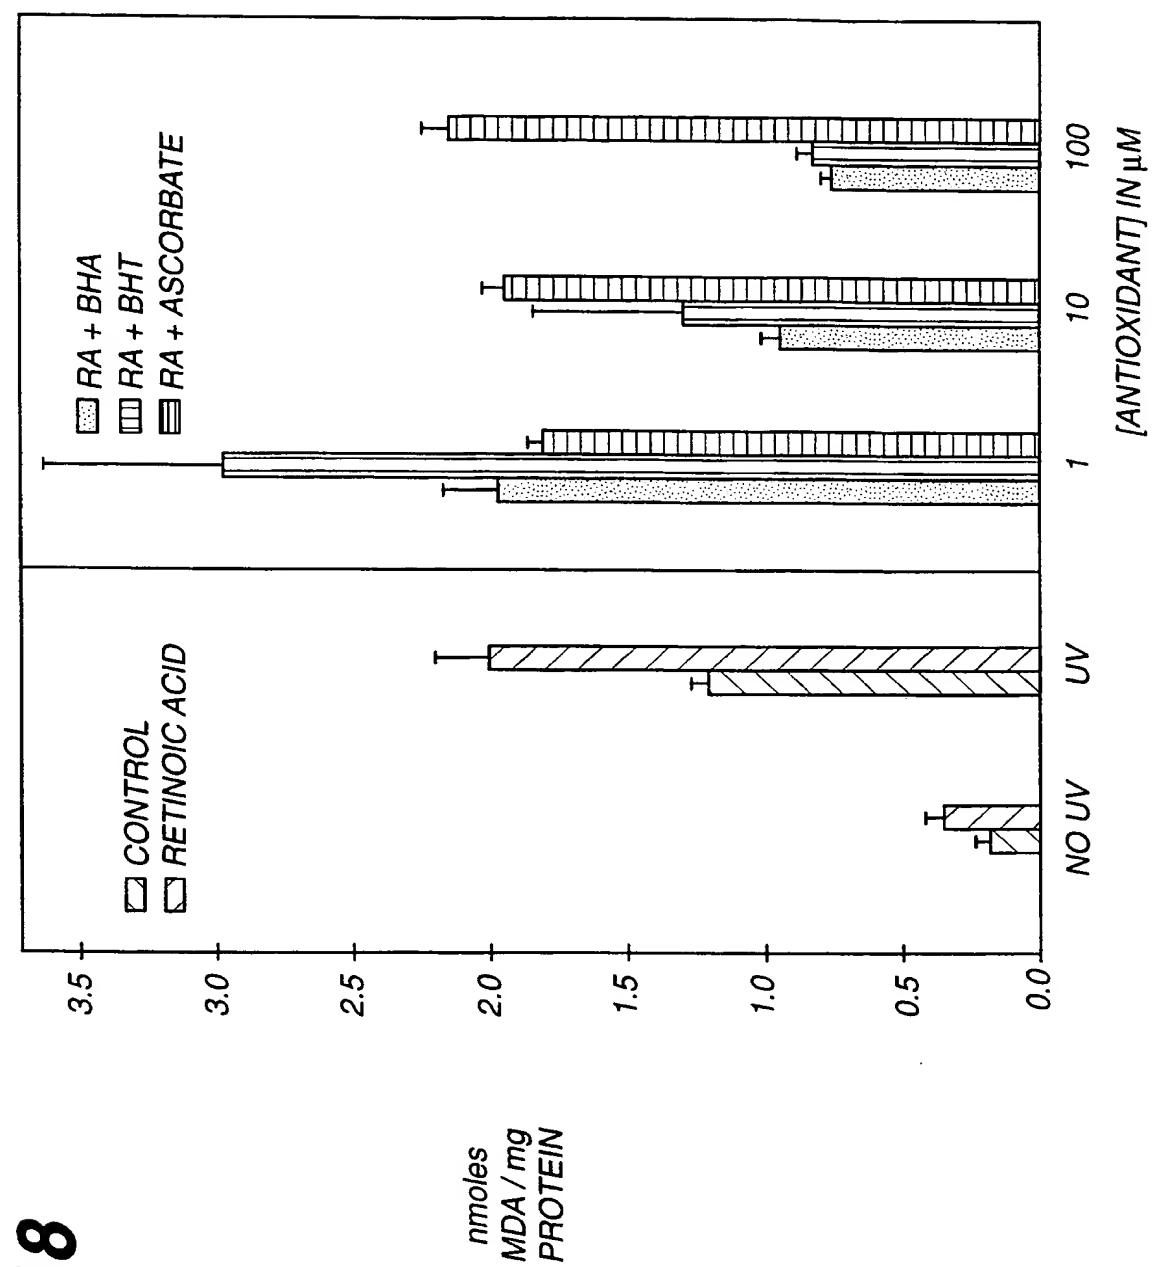 8
nmoles
MDA / mg
PROTEIN
3.5
3.0
2.5
2.0
1.5
1.0
0.5
0.0
CONTROL
RETINOIC ACID
RA + BHA
RA + BHT
RA + ASCORBATE
NO UV
UV
1
10
100
[ANTIOXIDANT] IN µM